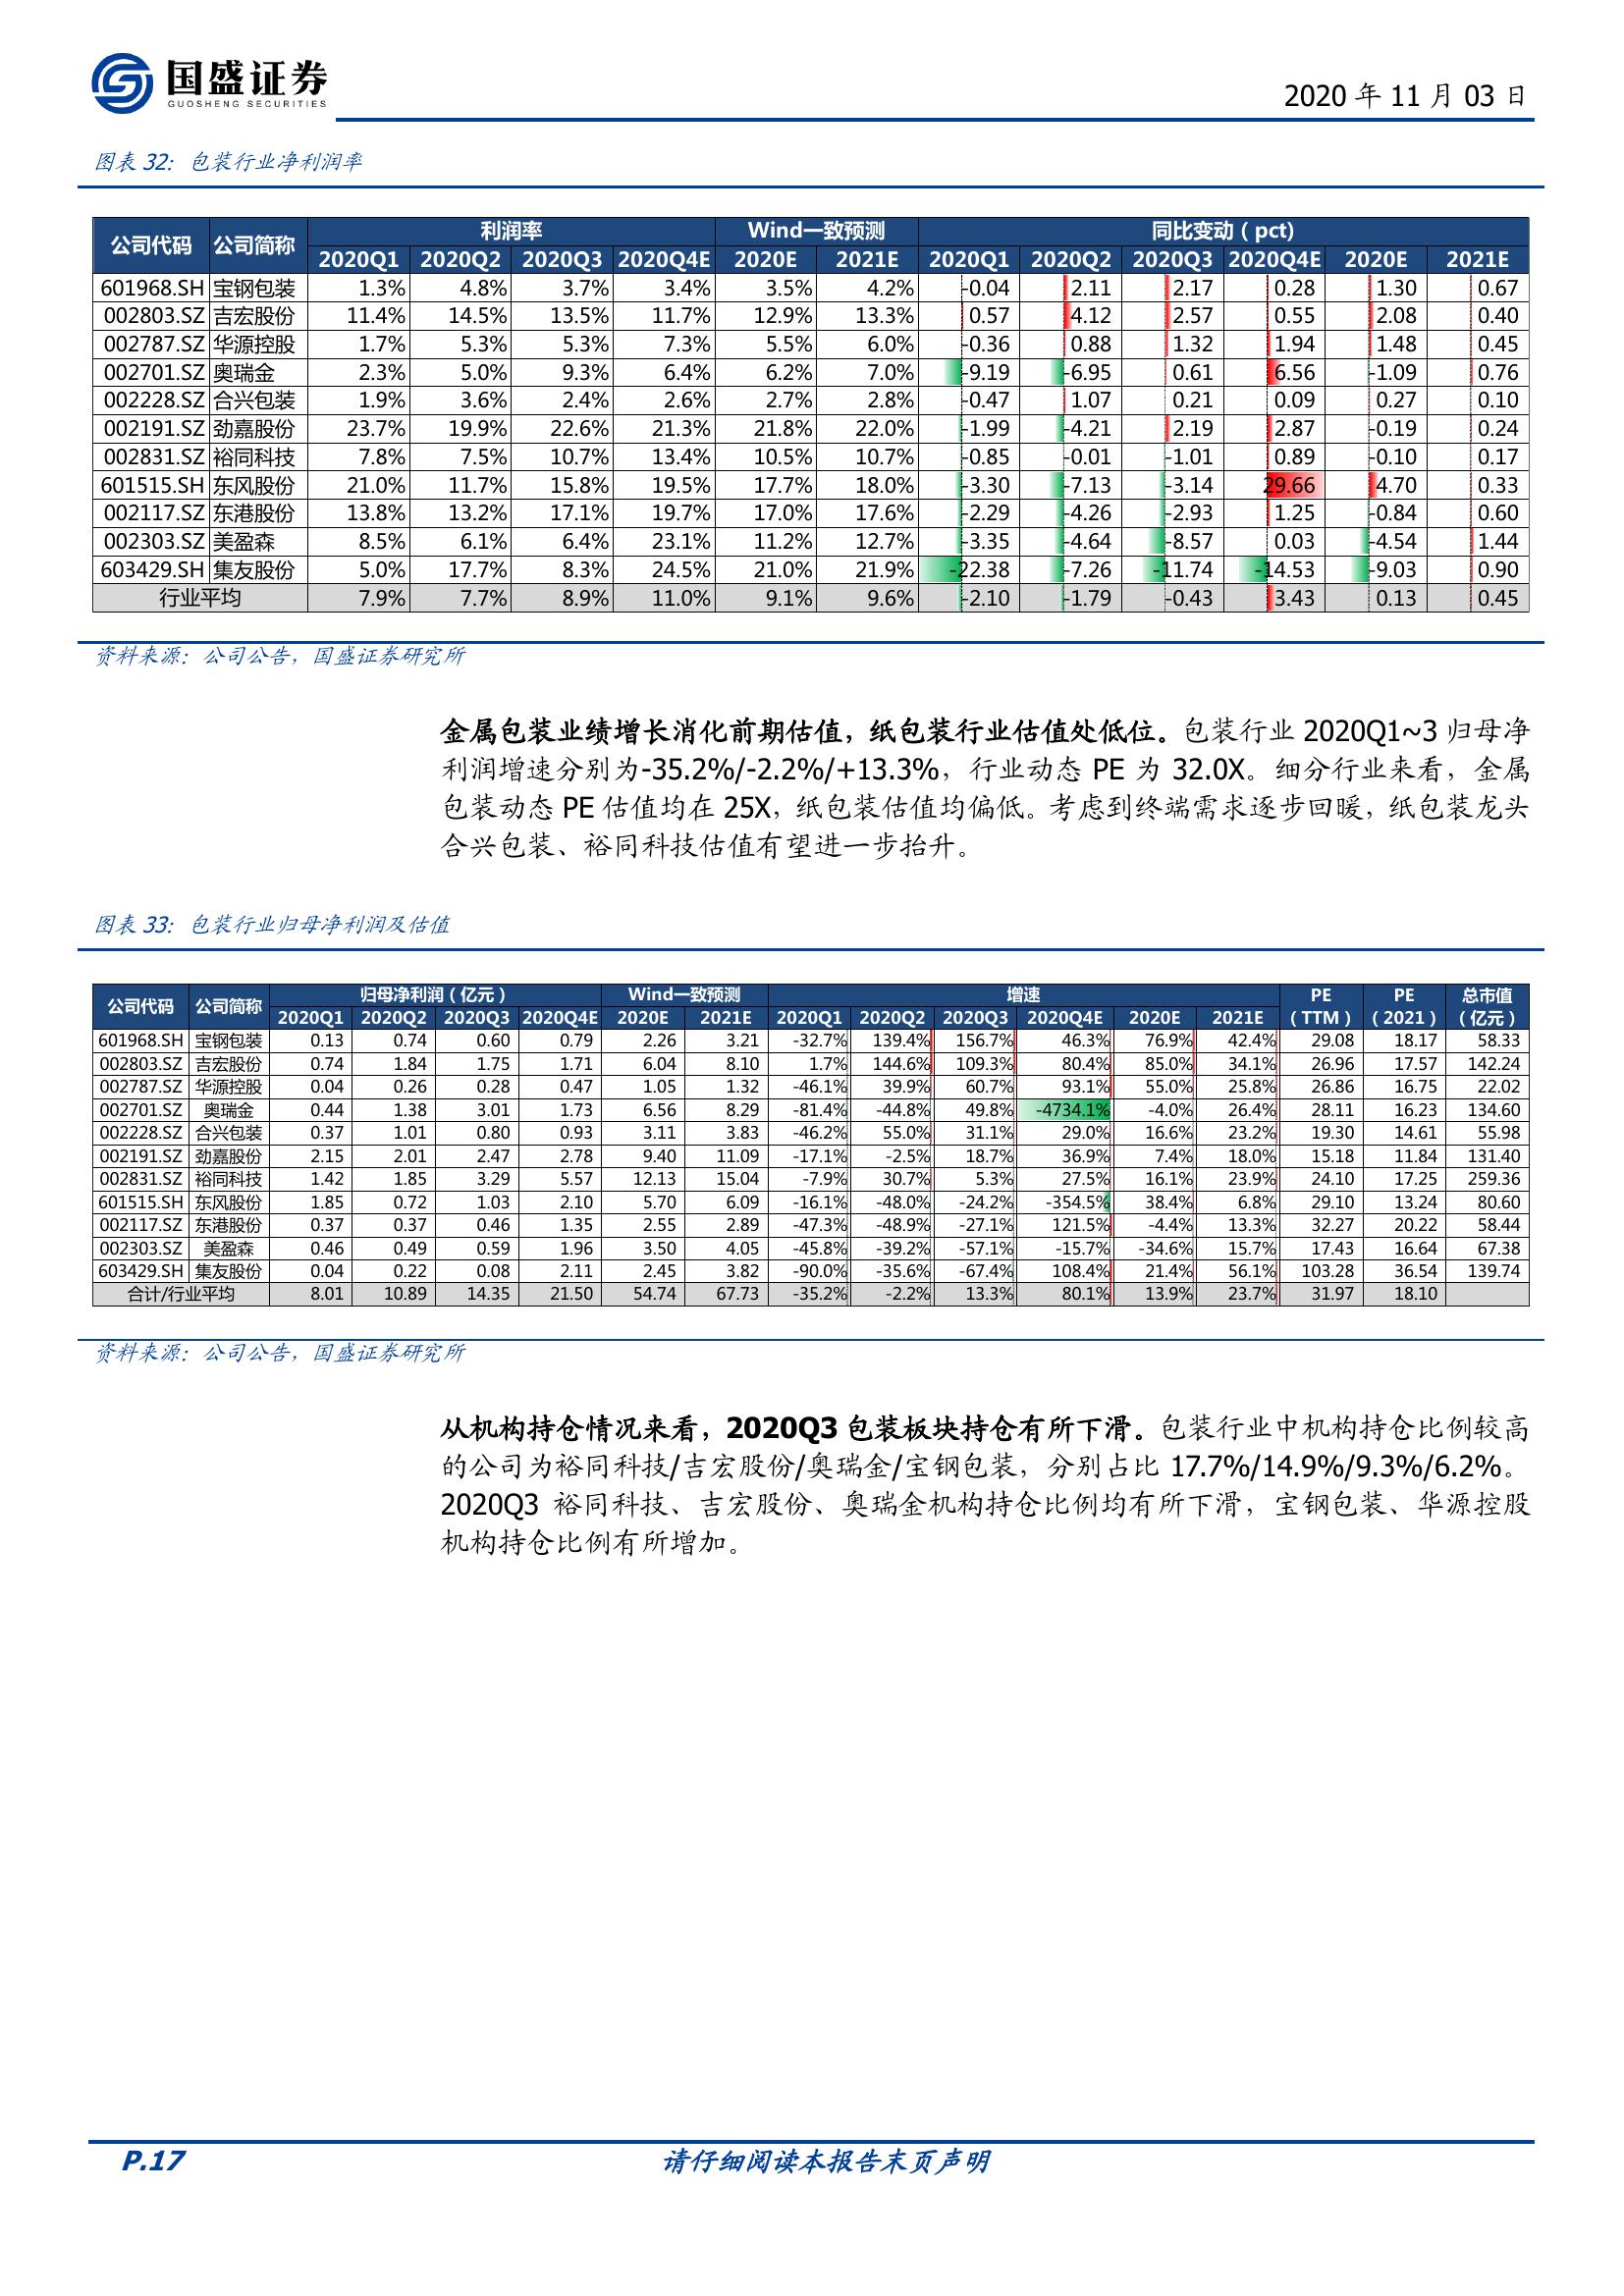 国盛证券
GUOSHENG SECURITIES
2020 年 11 月 03 日
图表 32: 包装行业净利润率
公司代码 公司简称 利润率 Wind一致预测 同比变动（pct)
2020Q1 2020Q2 2020Q3 2020Q4E 2020E 2021E 2020Q1 2020Q2 2020Q3 2020Q4E 2020E 2021E
601968.SH 宝钢包装 1.3% 4.8% 3.7% 3.4% 3.5% 4.2% -0.04 2.11 2.17 0.28 1.30 0.67
002803.SZ 吉宏股份 11.4% 14.5% 13.5% 11.7% 12.9% 13.3% 0.57 4.12 2.57 0.55 2.08 0.40
002787.SZ 华源控股 1.7% 5.3% 5.3% 7.3% 5.5% 6.0% -0.36 0.88 1.32 1.94 1.48 0.45
002701.SZ 奥瑞金 2.3% 5.0% 9.3% 6.4% 6.2% 7.0% -9.19 -6.95 0.61 6.56 -1.09 0.76
002228.SZ 合兴包装 1.9% 3.6% 2.4% 2.6% 2.7% 2.8% -0.47 1.07 0.21 0.09 0.27 0.10
002191.SZ 劲嘉股份 23.7% 19.9% 22.6% 21.3% 21.8% 22.0% -1.99 -4.21 2.19 2.87 -0.19 0.24
002831.SZ 裕同科技 7.8% 7.5% 10.7% 13.4% 10.5% 10.7% -0.85 -0.01 -1.01 0.89 -0.10 0.17
601515.SH 东风股份 21.0% 11.7% 15.8% 19.5% 17.7% 18.0% -3.30 -7.13 -3.14 29.66 4.70 0.33
002117.SZ 东港股份 13.8% 13.2% 17.1% 19.7% 17.0% 17.6% -2.29 -4.26 -2.93 1.25 -0.84 0.60
002303.SZ 美盈森 8.5% 6.1% 6.4% 23.1% 11.2% 12.7% -3.35 -4.64 -8.57 0.03 -4.54 1.44
603429.SH 集友股份 5.0% 17.7% 8.3% 24.5% 21.0% 21.9% -22.38 -7.26 -11.74 -14.53 -9.03 0.90
行业平均 7.9% 7.7% 8.9% 11.0% 9.1% 9.6% -2.10 -1.79 -0.43 3.43 0.13 0.45
资料来源：公司公告，国盛证券研究所
金属包装业绩增长消化前期估值，纸包装行业估值处低位。包装行业 2020Q1~3 归母净
利润增速分别为-35.2%/-2.2%/+13.3%，行业动态 PE 为 32.0X。细分行业来看，金属
包装动态 PE 估值均在 25X，纸包装估值均偏低。考虑到终端需求逐步回暖，纸包装龙头
合兴包装、裕同科技估值有望进一步抬升。
图表 33: 包装行业归母净利润及估值
公司代码 公司简称 归母净利润（亿元） Wind一致预测 增速 PE PE 总市值
2020Q1 2020Q2 2020Q3 2020Q4E 2020E 2021E 2020Q1 2020Q2 2020Q3 2020Q4E 2020E 2021E （TTM） （2021） （亿元）
601968.SH 宝钢包装 0.13 0.74 0.60 0.79 2.26 3.21 -32.7% 139.4% 156.7% 46.3% 76.9% 42.4% 29.08 18.17 58.33
002803.SZ 吉宏股份 0.74 1.84 1.75 1.71 6.04 8.10 1.7% 144.6% 109.3% 80.4% 85.0% 34.1% 26.96 17.57 142.24
002787.SZ 华源控股 0.04 0.26 0.28 0.47 1.05 1.32 -46.1% 39.9% 60.7% 93.1% 55.0% 25.8% 26.86 16.75 22.02
002701.SZ 奥瑞金 0.44 1.38 3.01 1.73 6.56 8.29 -81.4% -44.8% 49.8% -4734.1% -4.0% 26.4% 28.11 16.23 134.60
002228.SZ 合兴包装 0.37 1.01 0.80 0.93 3.11 3.83 -46.2% 55.0% 31.1% 29.0% 16.6% 23.2% 19.30 14.61 55.98
002191.SZ 劲嘉股份 2.15 2.01 2.47 2.78 9.40 11.09 -17.1% -2.5% 18.7% 36.9% 7.4% 18.0% 15.18 11.84 131.40
002831.SZ 裕同科技 1.42 1.85 3.29 5.57 12.13 15.04 -7.9% 30.7% 5.3% 27.5% 16.1% 23.9% 24.10 17.25 259.36
601515.SH 东风股份 1.85 0.72 1.03 2.10 5.70 6.09 -16.1% -48.0% -24.2% -354.5% 38.4% 6.8% 29.10 13.24 80.60
002117.SZ 东港股份 0.37 0.37 0.46 1.35 2.55 2.89 -47.3% -48.9% -27.1% 121.5% -4.4% 13.3% 32.27 20.22 58.44
002303.SZ 美盈森 0.46 0.49 0.59 1.96 3.50 4.05 -45.8% -39.2% -57.1% -15.7% -34.6% 15.7% 17.43 16.64 67.38
603429.SH 集友股份 0.04 0.22 0.08 2.11 2.45 3.82 -90.0% -35.6% -67.4% 108.4% 21.4% 56.1% 103.28 36.54 139.74
合计/行业平均 8.01 10.89 14.35 21.50 54.74 67.73 -35.2% -2.2% 13.3% 80.1% 13.9% 23.7% 31.97 18.10
资料来源：公司公告，国盛证券研究所
从机构持仓情况来看，2020Q3 包装板块持仓有所下滑。包装行业中机构持仓比例较高
的公司为裕同科技/吉宏股份/奥瑞金/宝钢包装，分别占比 17.7%/14.9%/9.3%/6.2%。
2020Q3 裕同科技、吉宏股份、奥瑞金机构持仓比例均有所下滑，宝钢包装、华源控股
机构持仓比例有所增加。
P.17 请仔细阅读本报告末页声明